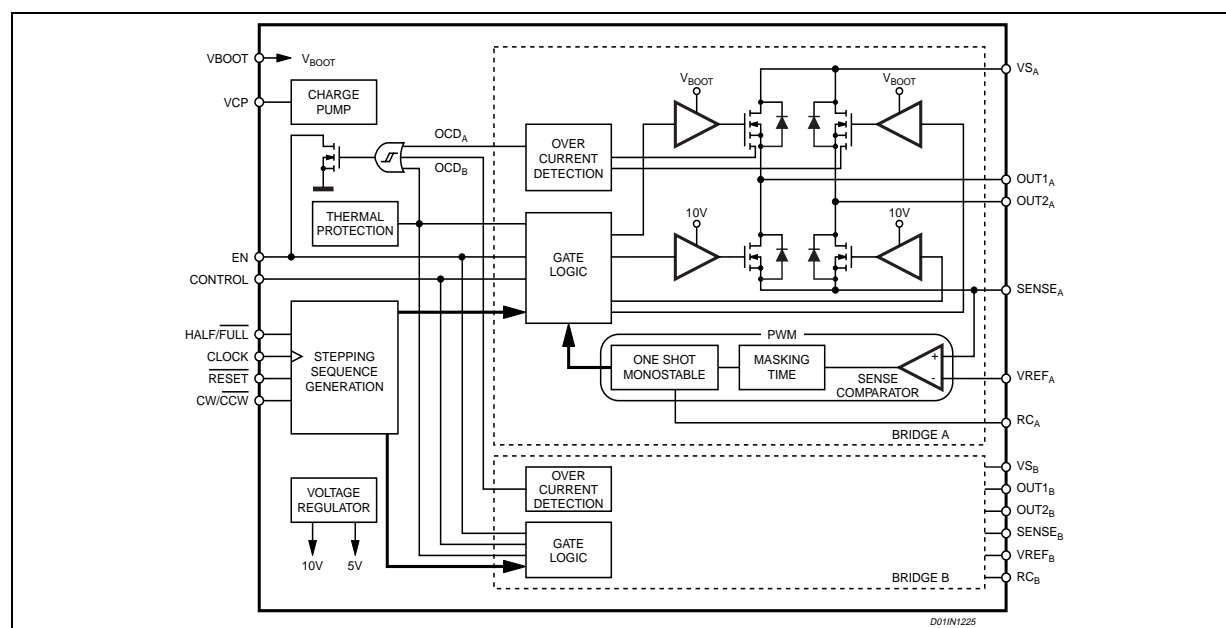 VBOOT
V_BOOT
VCP
CHARGE
PUMP
OCD_A
OCD_B
THERMAL
PROTECTION
EN
CONTROL
HALF/F̅U̅L̅L̅
CLOCK
R̅E̅S̅E̅T̅
CW/C̅C̅W̅
STEPPING
SEQUENCE
GENERATION
VOLTAGE
REGULATOR
10V
5V
OVER
CURRENT
DETECTION
GATE
LOGIC
V_BOOT
V_BOOT
10V
10V
PWM
ONE SHOT
MONOSTABLE
MASKING
TIME
+
-
SENSE
COMPARATOR
BRIDGE A
VS_A
OUT1_A
OUT2_A
SENSE_A
VREF_A
RC_A
OVER
CURRENT
DETECTION
GATE
LOGIC
BRIDGE B
VS_B
OUT1_B
OUT2_B
SENSE_B
VREF_B
RC_B
D01IN1225